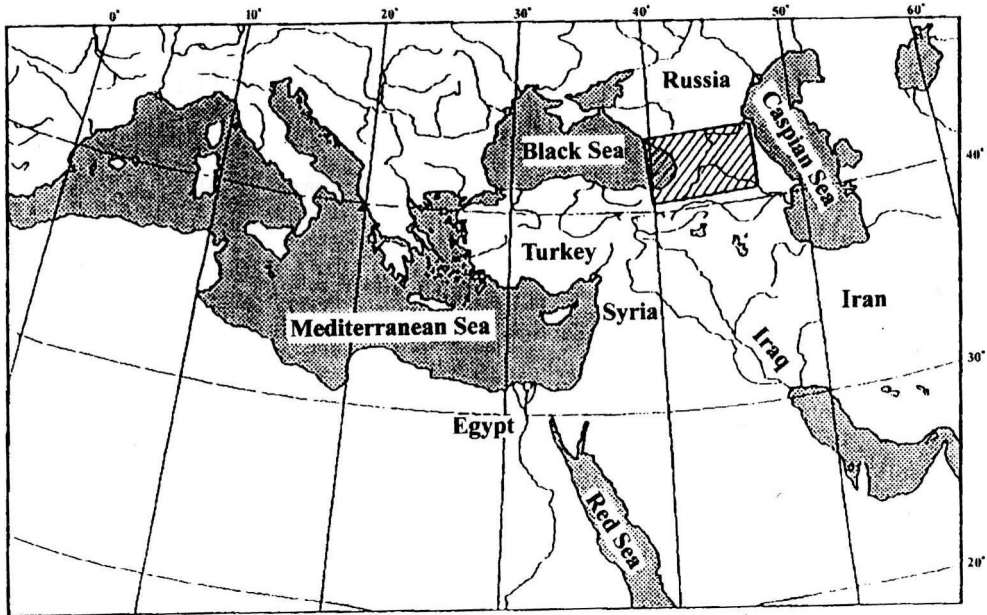 0° 10° 20° 30° 40° 50° 60°
Russia
Caspian Sea
Black Sea
40°
Turkey
Syria
Iran
Mediterranean Sea
Iraq
30°
Egypt
Red Sea
20°